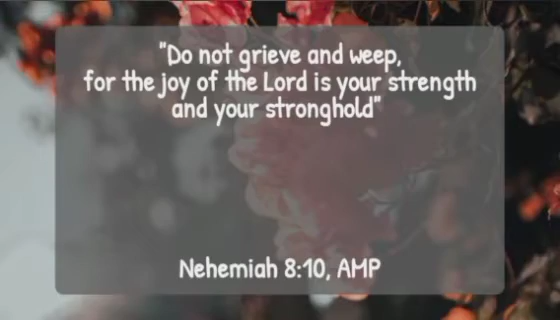 "Do not grieve and weep,
for the joy of the Lord is your strength
and your stronghold"
Nehemiah 8:10, AMP